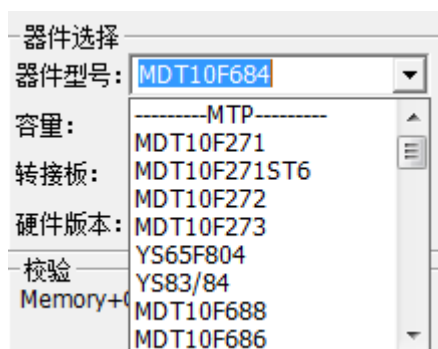 器件选择
器件型号: MDT10F684
容量:
---------MTP---------
MDT10F271
转接板:
MDT10F271ST6
MDT10F272
硬件版本:
MDT10F273
YS65F804
校验
YS83/84
Memory+
MDT10F688
MDT10F686